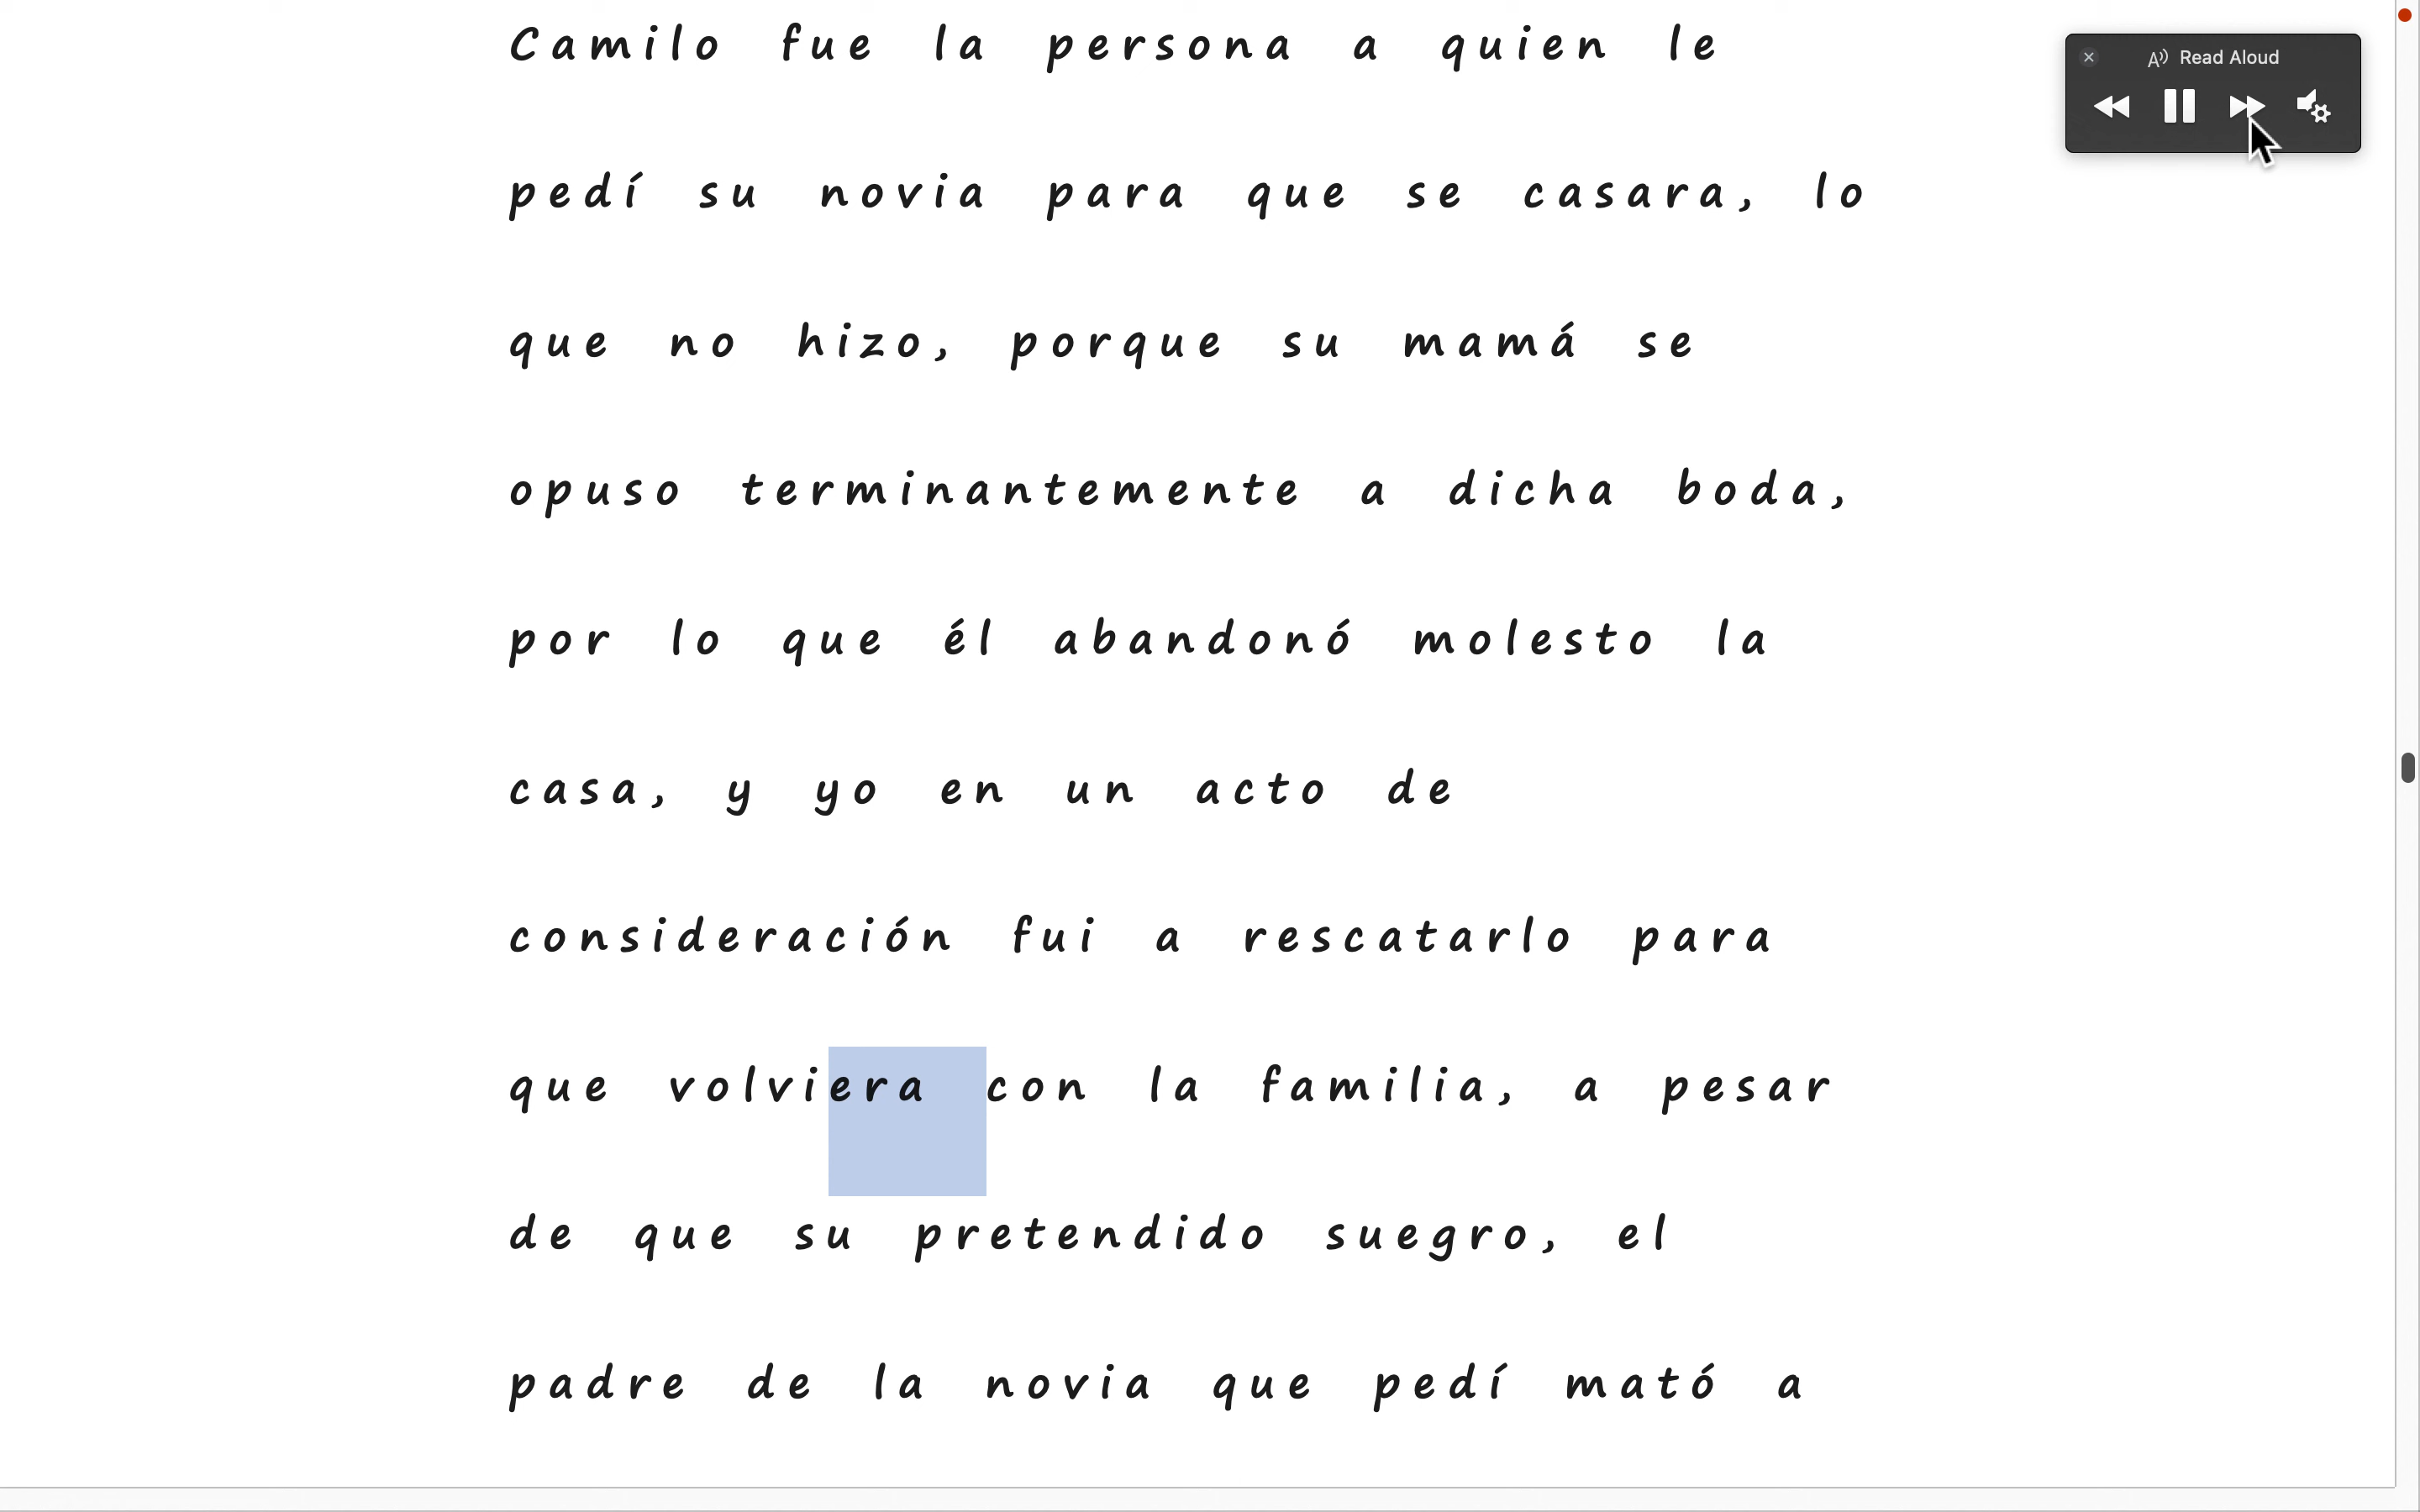 Camilo fue la persona a quien le
Read Aloud
pedí su novia para que se casara, lo
que no hizo, porque su mamá se
opuso terminantemente a dicha boda,
por lo que él abandonó molesto la
casa, y yo en un acto de
consideración fui a rescatarlo para
que volviera con la familia, a pesar
de que su pretendido suegro, el
padre de la novia que pedí mató a